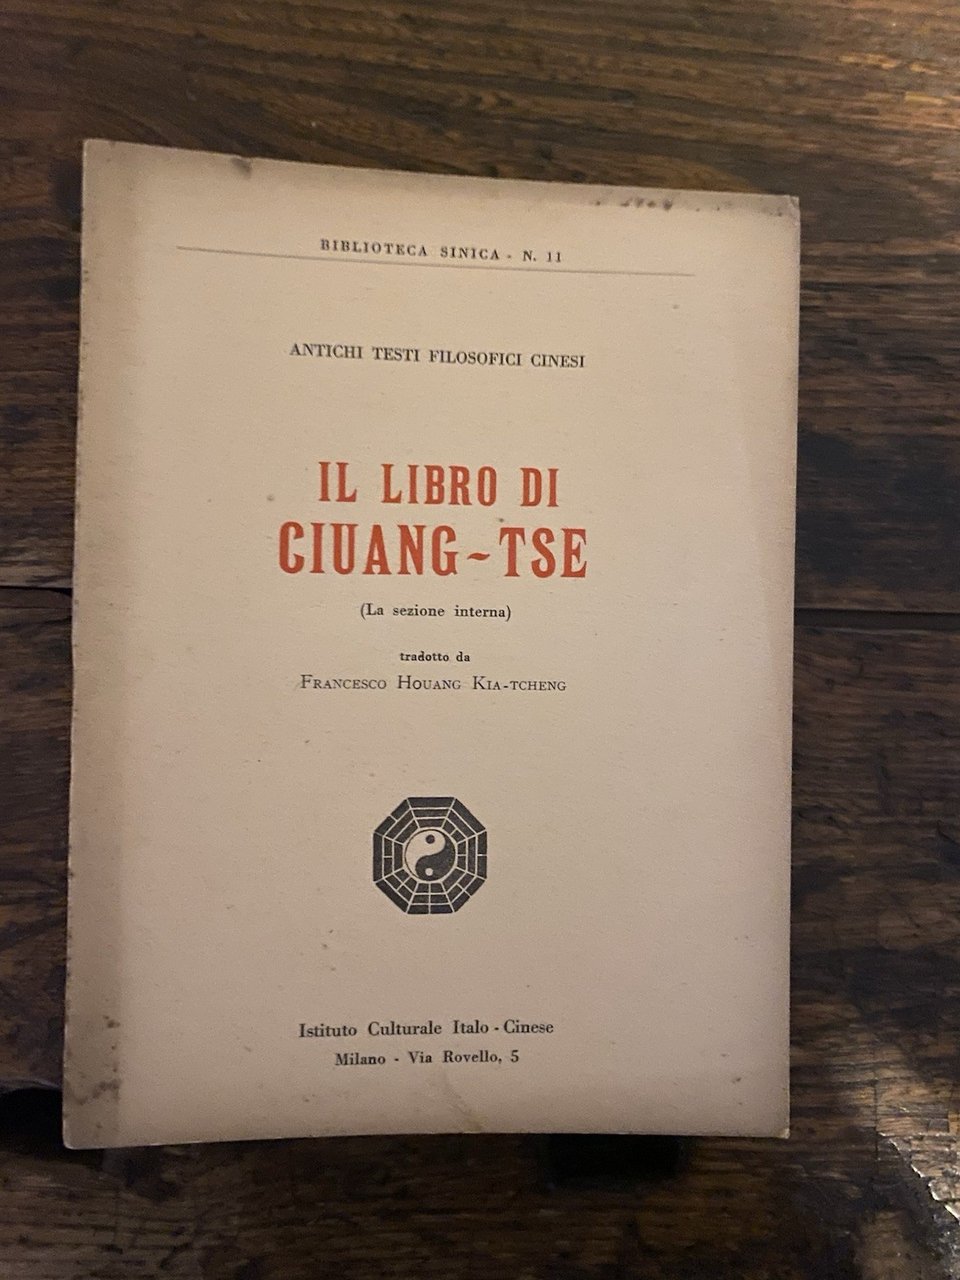 BIBLIOTECA SINICA - N. 11
ANTICHI TESTI FILOSOFICI CINESI
IL LIBRO DI
CIUANG - TSE
(La sezione interna)
tradotto da
FRANCESCO HOUANG KIA-TCHENG
Istituto Culturale Italo - Cinese
Milano - Via Rovello, 5